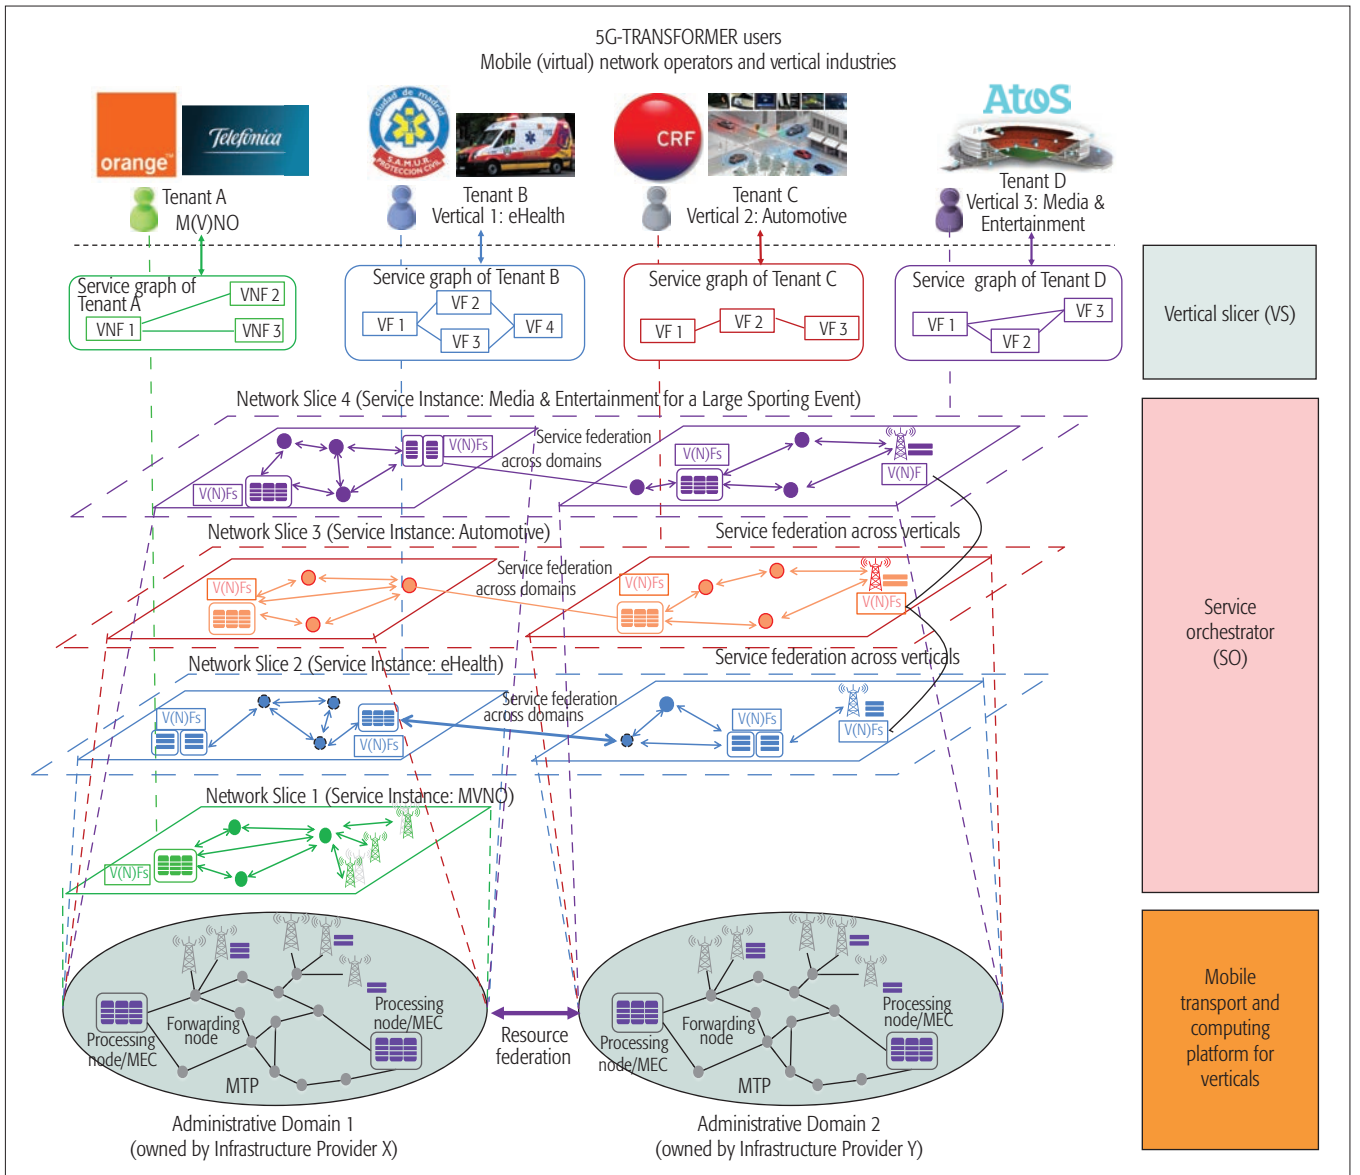 5G-TRANSFORMER users
Mobile (virtual) network operators and vertical industries
orange™
Telefónica
ciudad de madrid
S.A.M.U.R.
PROTECCION CIVIL
CRF
Atos
Tenant A
M(V)NO
Tenant B
Vertical 1: eHealth
Tenant C
Vertical 2: Automotive
Tenant D
Vertical 3: Media &
Entertainment
Service graph of
Tenant A
VNF 1
VNF 2
VNF 3
Service graph of Tenant B
VF 1
VF 2
VF 3
VF 4
Service graph of Tenant C
VF 1
VF 2
VF 3
Service graph of Tenant D
VF 1
VF 2
VF 3
Vertical slicer (VS)
Network Slice 4 (Service Instance: Media & Entertainment for a Large Sporting Event)
V(N)Fs
V(N)Fs
Service federation
across domains
V(N)Fs
V(N)F
Network Slice 3 (Service Instance: Automotive)
Service federation across verticals
V(N)Fs
Service federation
across domains
V(N)Fs
V(N)Fs
Service
orchestrator
(SO)
Network Slice 2 (Service Instance: eHealth)
Service federation across verticals
V(N)Fs
V(N)Fs
Service federation
across domains
V(N)Fs
V(N)Fs
Network Slice 1 (Service Instance: MVNO)
V(N)Fs
Processing
node/MEC
Forwarding
node
Processing
node/MEC
MTP
Resource
federation
Processing
node/MEC
Forwarding
node
Processing
node/MEC
MTP
Mobile
transport and
computing
platform for
verticals
Administrative Domain 1
(owned by Infrastructure Provider X)
Administrative Domain 2
(owned by Infrastructure Provider Y)